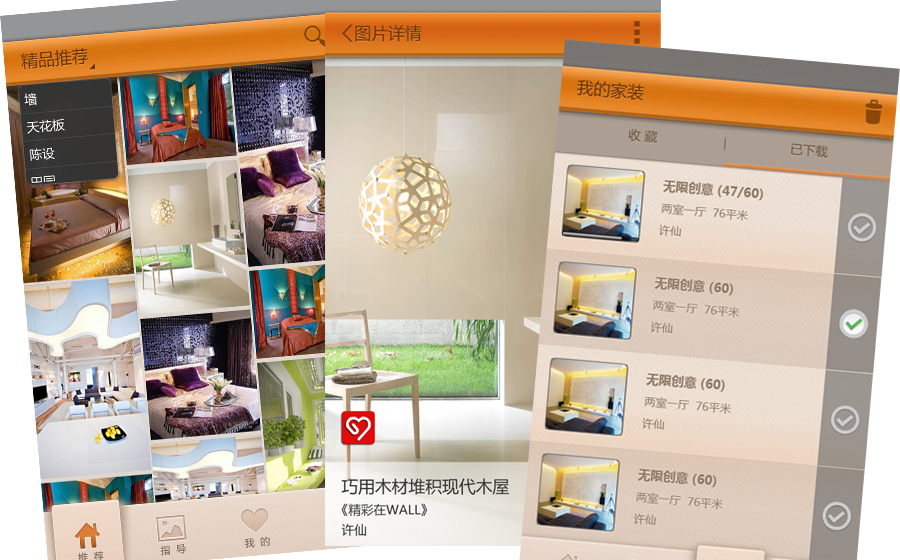 精品推荐
墙
天花板
陈设
推荐
指导
我的
图片详情
巧用木材堆积现代木屋
《精彩在WALL》
许仙
我的家装
收藏
已下载
无限创意 (47/60)
两室一厅 76平米
许仙
无限创意 (60)
两室一厅 76平米
许仙
无限创意 (60)
两室一厅 76平米
许仙
无限创意 (60)
两室一厅 76平米
许仙